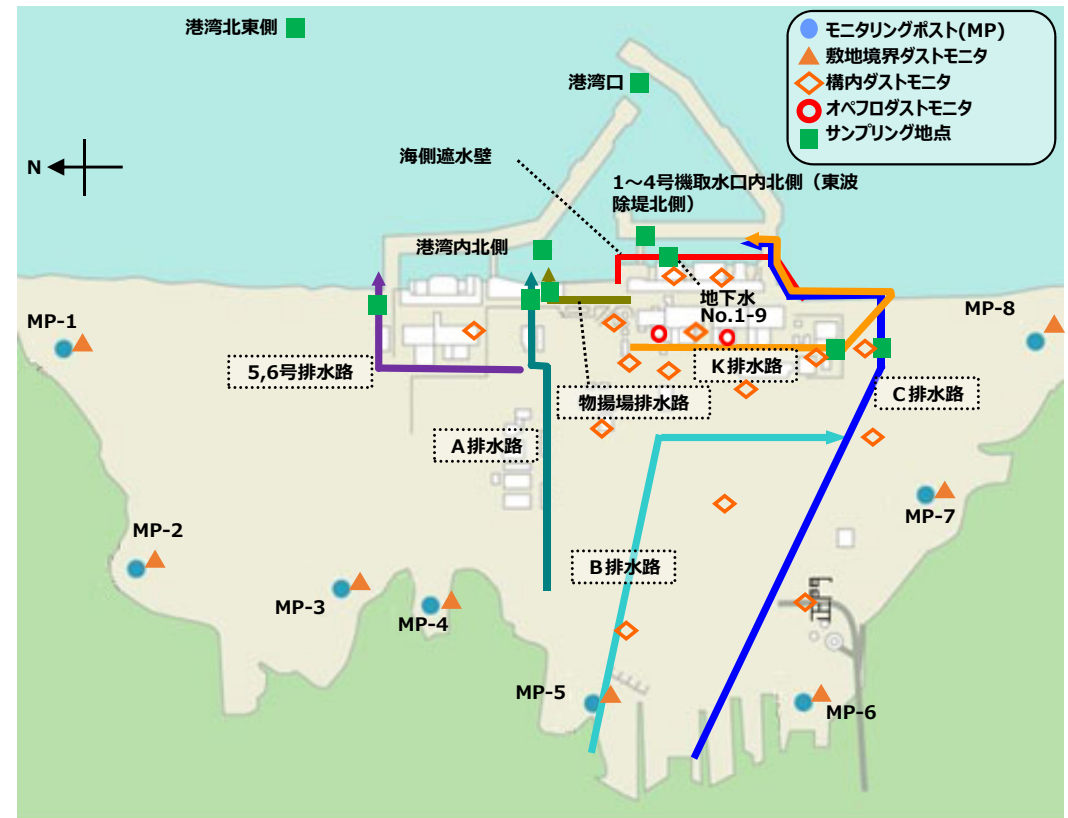 港湾北東側
モニタリングポスト(MP)
敷地境界ダストモニタ
構内ダストモニタ
オペフロダストモニタ
サンプリング地点
港湾口
N
海側遮水壁
1～4号機取水口内北側（東波
除堤北側）
港湾内北側
地下水
No.1-9
MP-1
MP-8
5,6号排水路
K排水路
物揚場排水路
C排水路
A排水路
MP-7
MP-2
B排水路
MP-3
MP-4
正門
MP-5
MP-6